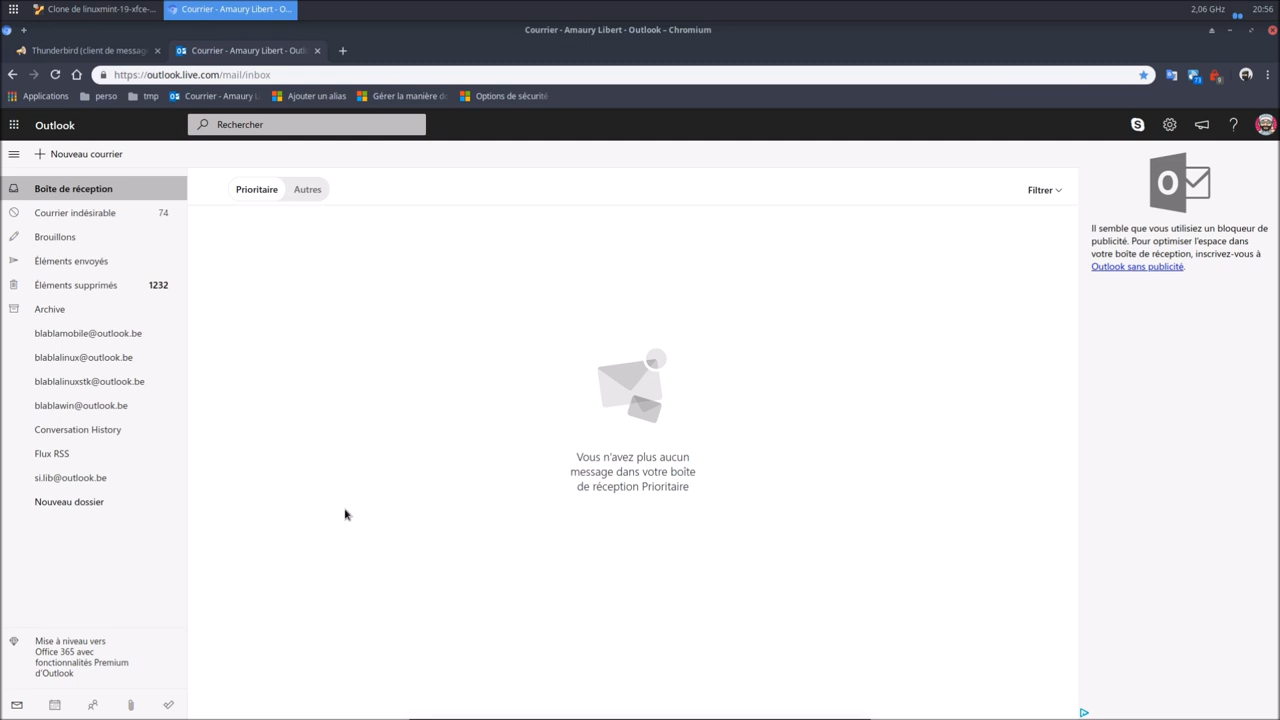 Clone de linuxmint-19-xfce-...
Courrier - Amaury Libert - O...
2,06 GHz
20:56
Courrier - Amaury Libert - Outlook – Chromium
Thunderbird (client de message
Courrier - Amaury Libert - Outl
https://outlook.live.com/mail/inbox
Applications
perso
tmp
Courrier - Amaury L
Ajouter un alias
Gérer la manière do
Options de sécurité
Outlook
Rechercher
Nouveau courrier
Boîte de réception
Prioritaire
Autres
Filtrer
Courrier indésirable 74
Brouillons
Éléments envoyés
Éléments supprimés 1232
Archive
blablamobile@outlook.be
blablalinux@outlook.be
blablalinuxstk@outlook.be
blablawin@outlook.be
Conversation History
Flux RSS
si.lib@outlook.be
Nouveau dossier
Vous n'avez plus aucun
message dans votre boîte
de réception Prioritaire
Il semble que vous utilisiez un bloqueur de
publicité. Pour optimiser l'espace dans
votre boîte de réception, inscrivez-vous à
Outlook sans publicité.
Mise à niveau vers
Office 365 avec
fonctionnalités Premium
d'Outlook